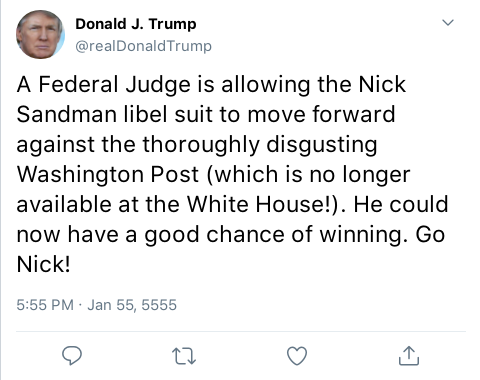 Donald J. Trump
@realDonaldTrump
A Federal Judge is allowing the Nick
Sandman libel suit to move forward
against the thoroughly disgusting
Washington Post (which is no longer
available at the White House!). He could
now have a good chance of winning. Go
Nick!
5:55 PM · Jan 55, 5555